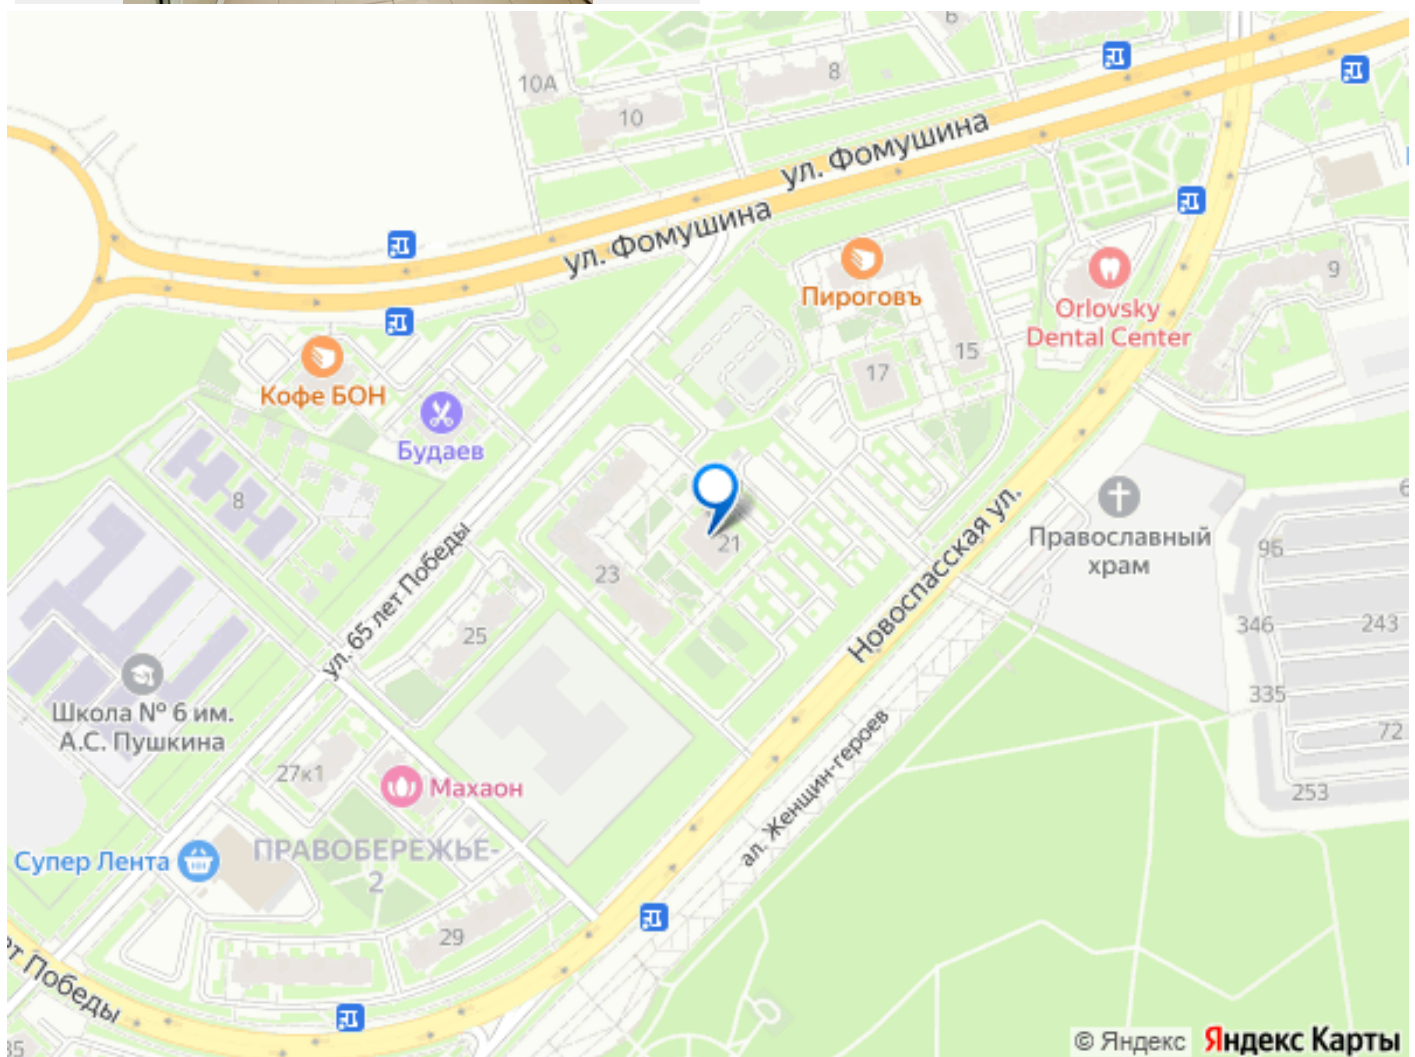 Б
10А
8
10
ул. Фомушина
ул. Фомушина
Пироговъ
9
Orlovsky
Dental Center
15
17
Кофе БОН
Будаев
8
21
23
25
ул. 65 лет Победы
Новоспасская ул.
Православный
храм
6
96
346
243
335
72
253
Школа № 6 им.
А.С. Пушкина
27к1
Махаон
ал. Женщин-героев
Супер Лента
ПРАВОБЕРЕЖЬЕ-
2
29
ет Победы
35
© Яндекс Яндекс Карты